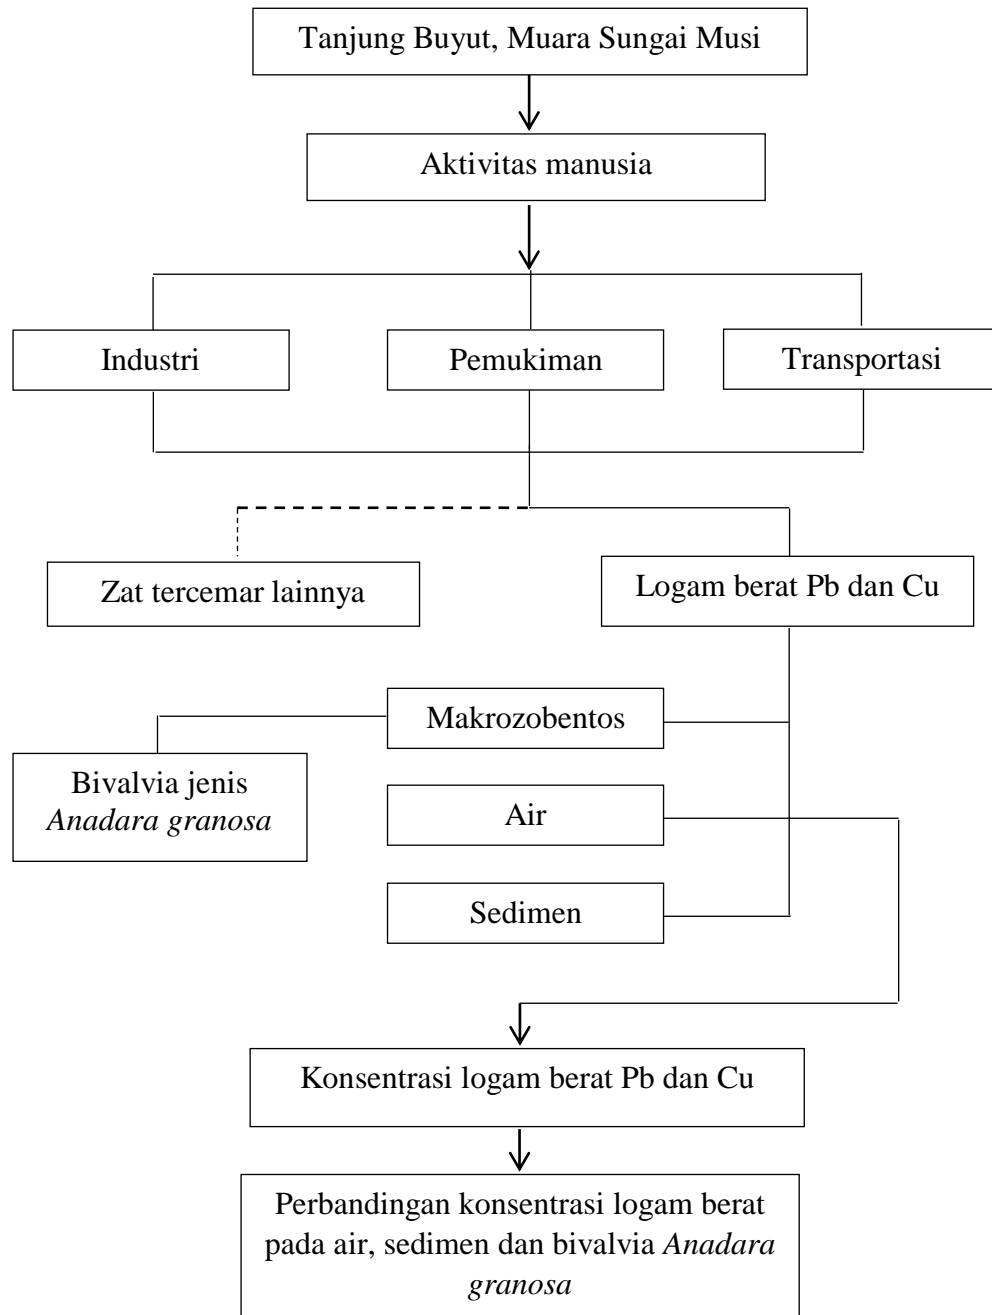 Tanjung Buyut, Muara Sungai Musi
Aktivitas manusia
Industri
Pemukiman
Transportasi
Zat tercemar lainnya
Logam berat Pb dan Cu
Makrozobentos
Bivalvia jenis
Anadara granosa
Air
Sedimen
Konsentrasi logam berat Pb dan Cu
Perbandingan konsentrasi logam berat
pada air, sedimen dan bivalvia Anadara
granosa